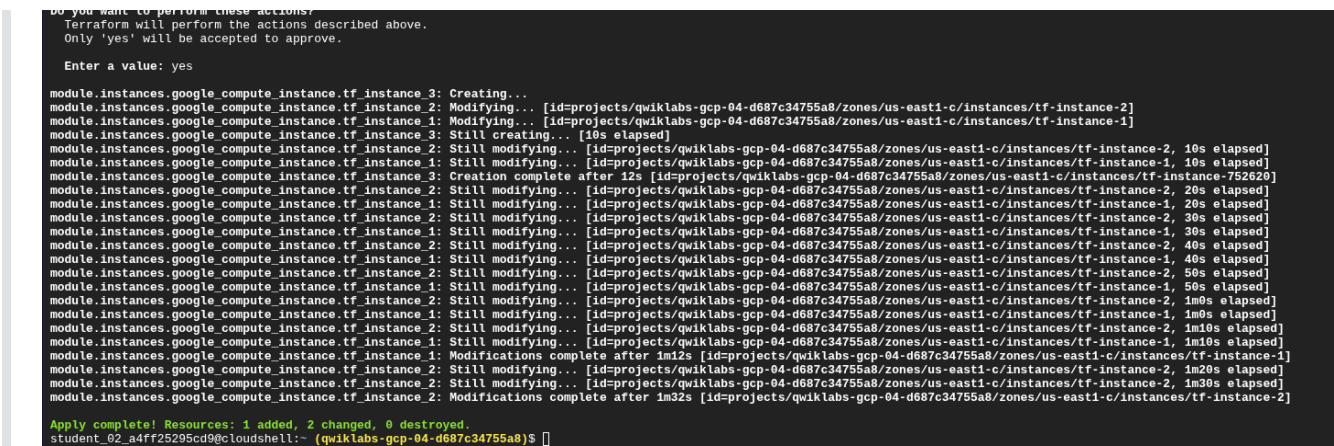 Do you want to perform these actions?
Terraform will perform the actions described above.
Only 'yes' will be accepted to approve.
Enter a value: yes
module.instances.google_compute_instance.tf_instance_3: Creating...
module.instances.google_compute_instance.tf_instance_2: Modifying... [id=projects/qwiklabs-gcp-04-d687c34755a8/zones/us-east1-c/instances/tf-instance-2]
module.instances.google_compute_instance.tf_instance_1: Modifying... [id=projects/qwiklabs-gcp-04-d687c34755a8/zones/us-east1-c/instances/tf-instance-1]
module.instances.google_compute_instance.tf_instance_3: Still creating... [10s elapsed]
module.instances.google_compute_instance.tf_instance_2: Still modifying... [id=projects/qwiklabs-gcp-04-d687c34755a8/zones/us-east1-c/instances/tf-instance-2, 10s elapsed]
module.instances.google_compute_instance.tf_instance_1: Still modifying... [id=projects/qwiklabs-gcp-04-d687c34755a8/zones/us-east1-c/instances/tf-instance-1, 10s elapsed]
module.instances.google_compute_instance.tf_instance_3: Creation complete after 12s [id=projects/qwiklabs-gcp-04-d687c34755a8/zones/us-east1-c/instances/tf-instance-752620]
module.instances.google_compute_instance.tf_instance_2: Still modifying... [id=projects/qwiklabs-gcp-04-d687c34755a8/zones/us-east1-c/instances/tf-instance-2, 20s elapsed]
module.instances.google_compute_instance.tf_instance_1: Still modifying... [id=projects/qwiklabs-gcp-04-d687c34755a8/zones/us-east1-c/instances/tf-instance-1, 20s elapsed]
module.instances.google_compute_instance.tf_instance_2: Still modifying... [id=projects/qwiklabs-gcp-04-d687c34755a8/zones/us-east1-c/instances/tf-instance-2, 30s elapsed]
module.instances.google_compute_instance.tf_instance_1: Still modifying... [id=projects/qwiklabs-gcp-04-d687c34755a8/zones/us-east1-c/instances/tf-instance-1, 30s elapsed]
module.instances.google_compute_instance.tf_instance_2: Still modifying... [id=projects/qwiklabs-gcp-04-d687c34755a8/zones/us-east1-c/instances/tf-instance-2, 40s elapsed]
module.instances.google_compute_instance.tf_instance_1: Still modifying... [id=projects/qwiklabs-gcp-04-d687c34755a8/zones/us-east1-c/instances/tf-instance-1, 40s elapsed]
module.instances.google_compute_instance.tf_instance_2: Still modifying... [id=projects/qwiklabs-gcp-04-d687c34755a8/zones/us-east1-c/instances/tf-instance-2, 50s elapsed]
module.instances.google_compute_instance.tf_instance_1: Still modifying... [id=projects/qwiklabs-gcp-04-d687c34755a8/zones/us-east1-c/instances/tf-instance-1, 50s elapsed]
module.instances.google_compute_instance.tf_instance_2: Still modifying... [id=projects/qwiklabs-gcp-04-d687c34755a8/zones/us-east1-c/instances/tf-instance-2, 1m0s elapsed]
module.instances.google_compute_instance.tf_instance_1: Still modifying... [id=projects/qwiklabs-gcp-04-d687c34755a8/zones/us-east1-c/instances/tf-instance-1, 1m0s elapsed]
module.instances.google_compute_instance.tf_instance_2: Still modifying... [id=projects/qwiklabs-gcp-04-d687c34755a8/zones/us-east1-c/instances/tf-instance-2, 1m10s elapsed]
module.instances.google_compute_instance.tf_instance_1: Still modifying... [id=projects/qwiklabs-gcp-04-d687c34755a8/zones/us-east1-c/instances/tf-instance-1, 1m10s elapsed]
module.instances.google_compute_instance.tf_instance_1: Modifications complete after 1m12s [id=projects/qwiklabs-gcp-04-d687c34755a8/zones/us-east1-c/instances/tf-instance-1]
module.instances.google_compute_instance.tf_instance_2: Still modifying... [id=projects/qwiklabs-gcp-04-d687c34755a8/zones/us-east1-c/instances/tf-instance-2, 1m20s elapsed]
module.instances.google_compute_instance.tf_instance_2: Still modifying... [id=projects/qwiklabs-gcp-04-d687c34755a8/zones/us-east1-c/instances/tf-instance-2, 1m30s elapsed]
module.instances.google_compute_instance.tf_instance_2: Modifications complete after 1m32s [id=projects/qwiklabs-gcp-04-d687c34755a8/zones/us-east1-c/instances/tf-instance-2]
Apply complete! Resources: 1 added, 2 changed, 0 destroyed.
student_02_a4ff25295cd9@cloudshell:~ (qwiklabs-gcp-04-d687c34755a8)$